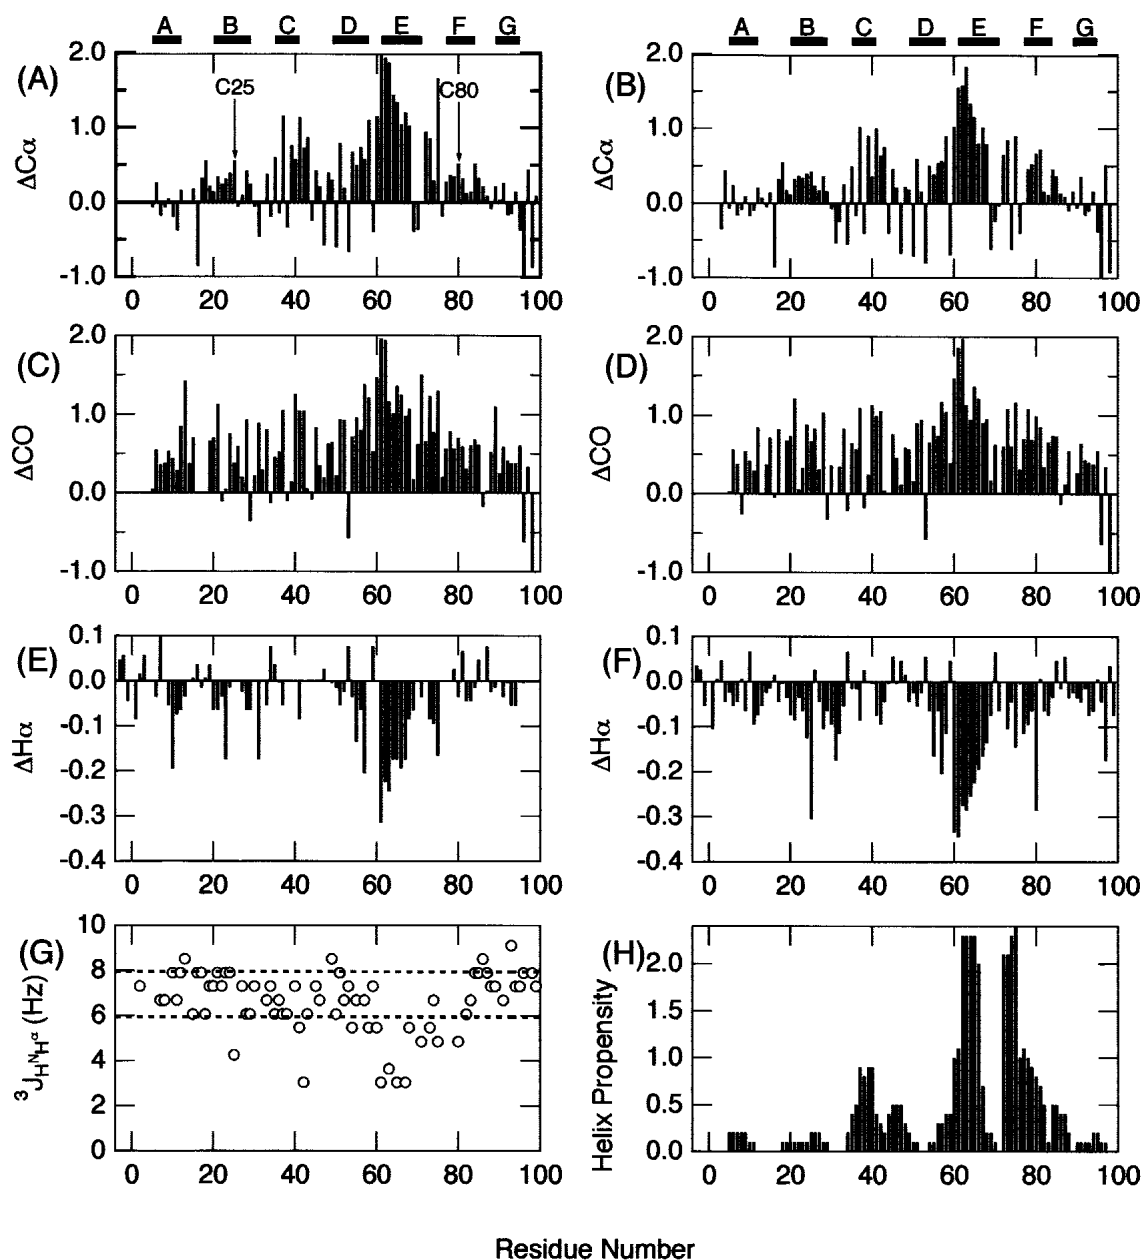 A B C D E F G
A B C D E F G
(A)
ΔCα
2.0
1.0
0.0
-1.0
C25
C80
0 20 40 60 80 100
(B)
ΔCα
2.0
1.0
0.0
-1.0
0 20 40 60 80 100
(C)
ΔCO
2.0
1.0
0.0
-1.0
0 20 40 60 80 100
(D)
ΔCO
2.0
1.0
0.0
-1.0
0 20 40 60 80 100
(E)
ΔHα
0.1
0.0
-0.1
-0.2
-0.3
-0.4
0 20 40 60 80 100
(F)
ΔHα
0.1
0.0
-0.1
-0.2
-0.3
-0.4
0 20 40 60 80 100
(G)
³J_HᴺHᵅ (Hz)
10
8
6
4
2
0
0 20 40 60 80 100
(H)
Helix Propensity
2.0
1.5
1.0
0.5
0.0
0 20 40 60 80 100
Residue Number